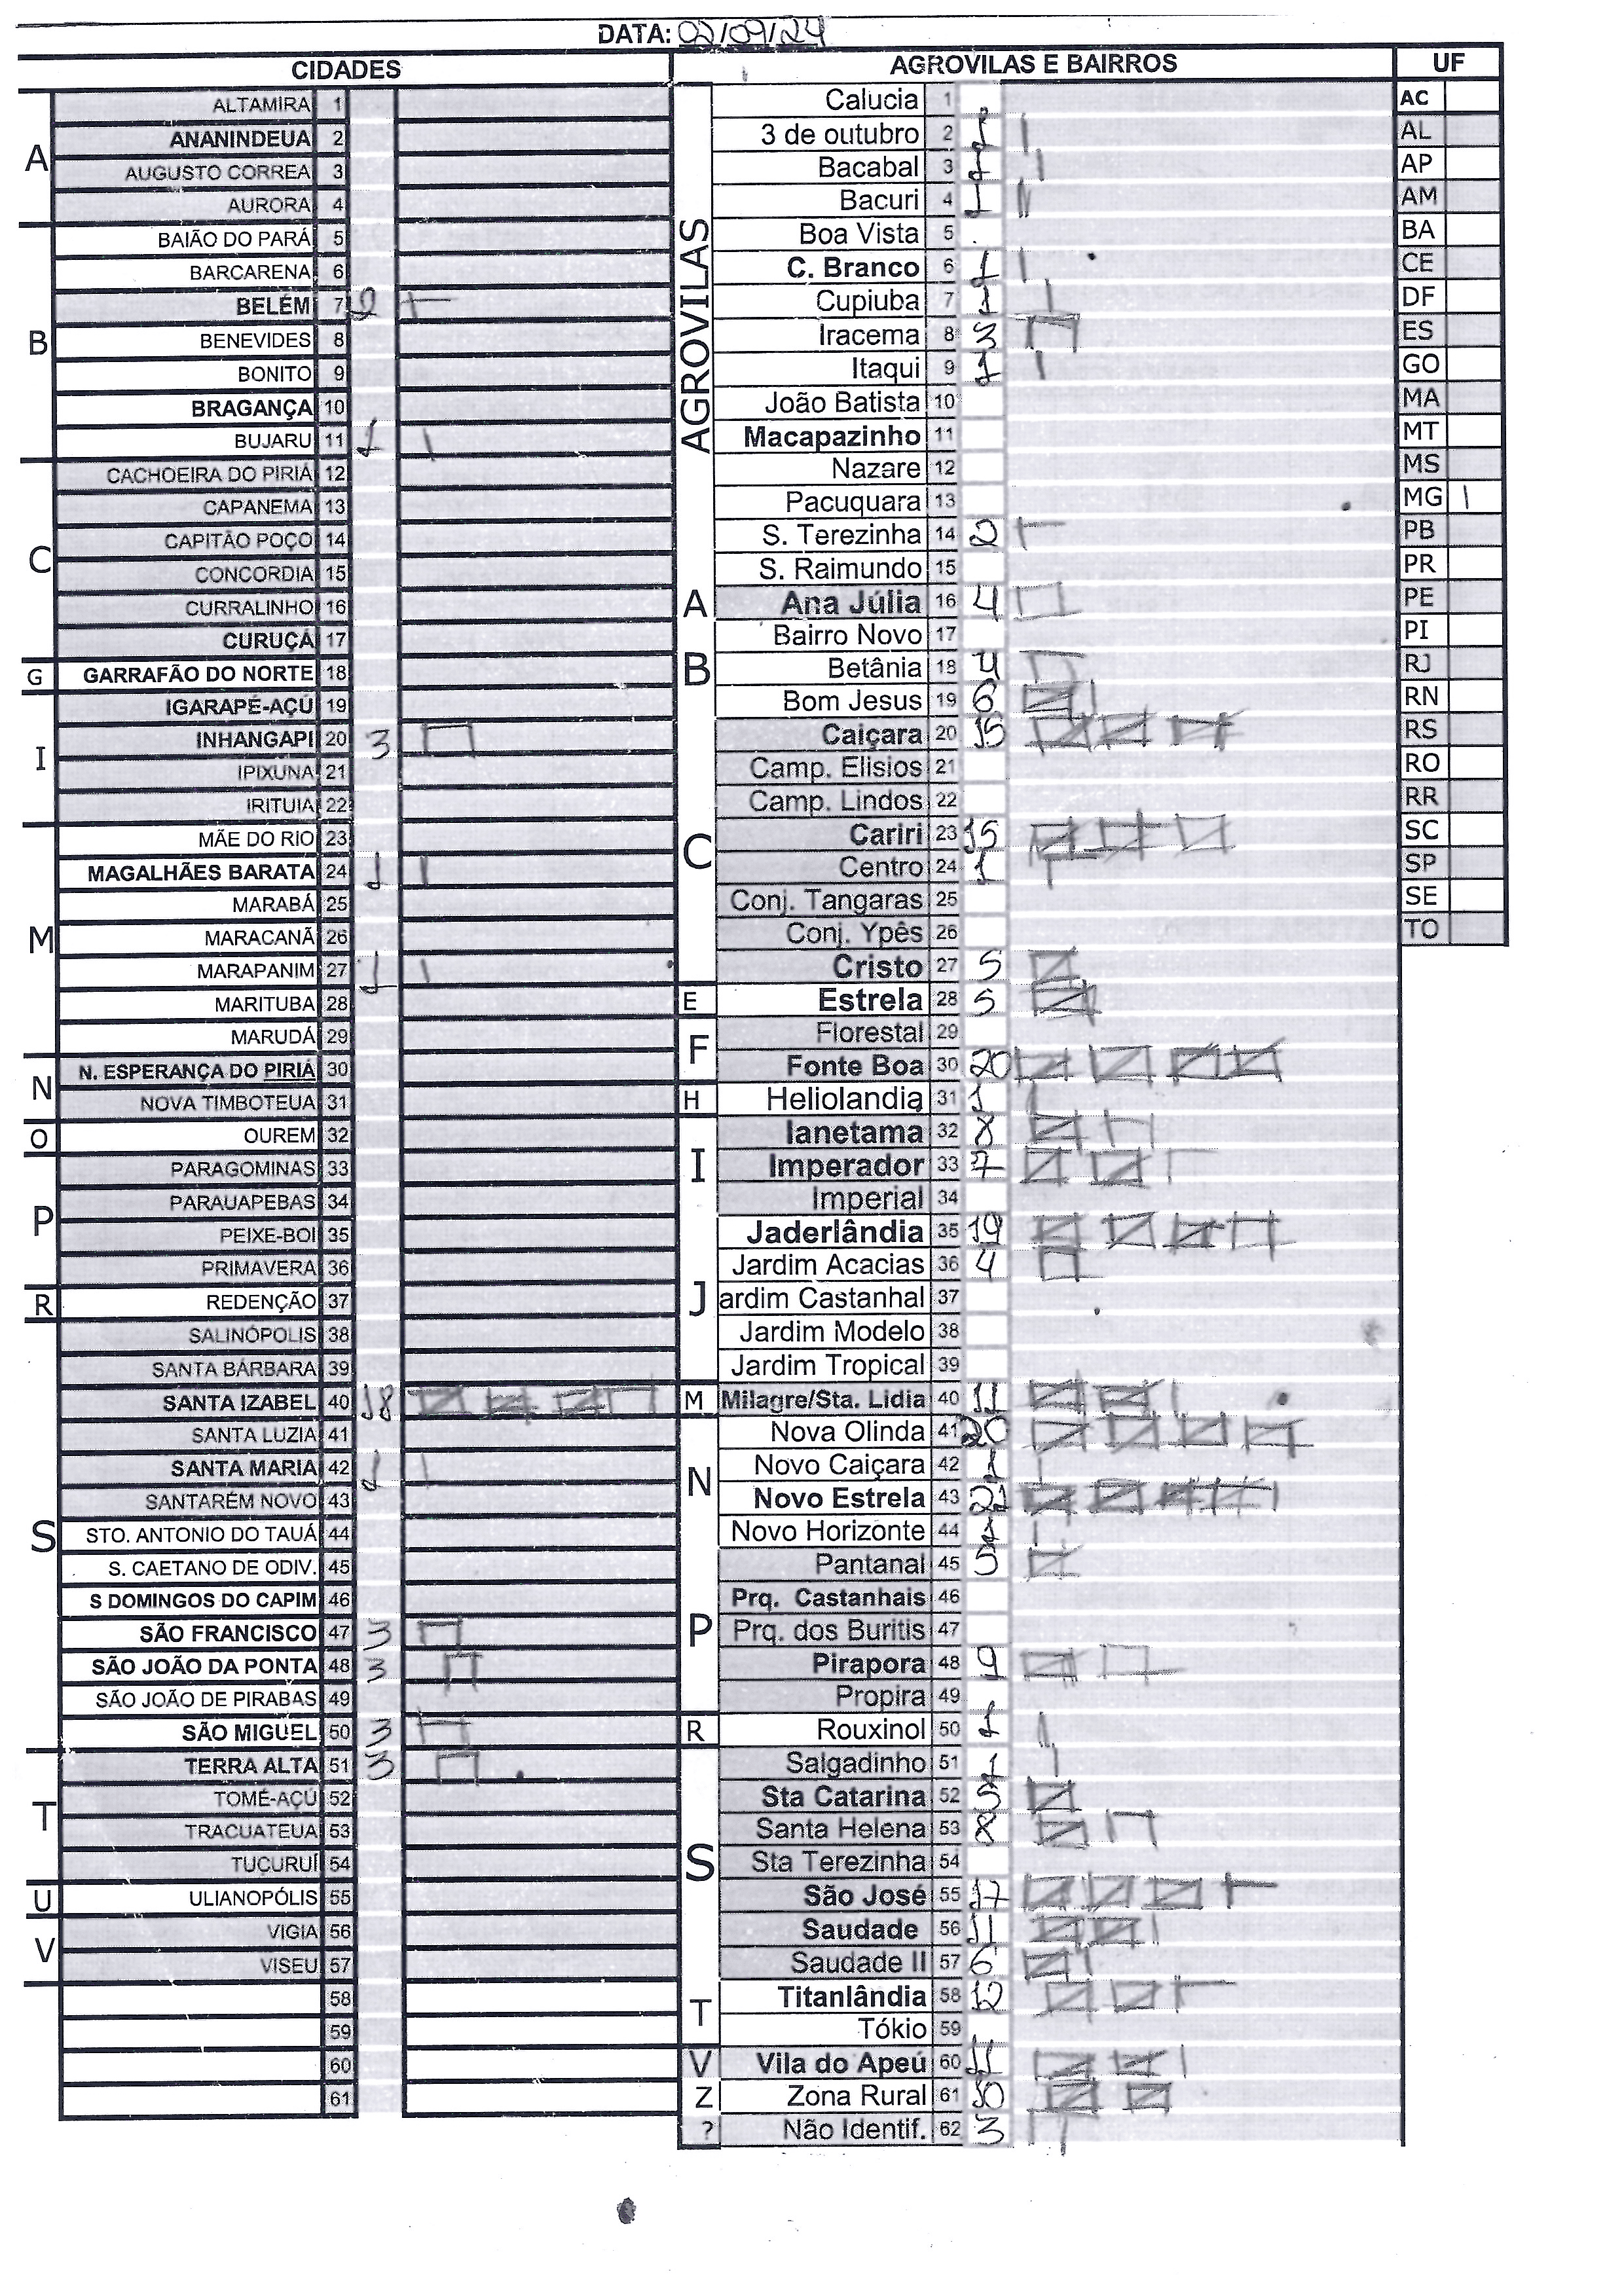 DATA: 02/09/24
CIDADES
A
ALTAMIRA 1
ANANINDEUA 2
AUGUSTO CORREA 3
AURORA 4
B
BAIÃO DO PARÁ 5
BARCARENA 6
BELÉM 7 2
BENEVIDES 8
BONITO 9
BRAGANÇA 10
BUJARU 11 1
C
CACHOEIRA DO PIRIÁ 12
CAPANEMA 13
CAPITÃO POÇO 14
CONCORDIA 15
CURRALINHO 16
CURUÇÁ 17
G
GARRAFÃO DO NORTE 18
I
IGARAPÉ-AÇÚ 19
INHANGAPI 20 3
IPIXUNA 21
IRITUIA 22
M
MÃE DO RIO 23
MAGALHÃES BARATA 24 1
MARABÁ 25
MARACANÃ 26
MARAPANIM 27 1
MARITUBA 28
MARUDÁ 29
N
N. ESPERANÇA DO PIRIÁ 30
NOVA TIMBOTEUA 31
O
OUREM 32
P
PARAGOMINAS 33
PARAUAPEBAS 34
PEIXE-BOI 35
PRIMAVERA 36
R
REDENÇÃO 37
S
SALINÓPOLIS 38
SANTA BÁRBARA 39
SANTA IZABEL 40 18
SANTA LUZIA 41
SANTA MARIA 42 1
SANTARÉM NOVO 43
STO. ANTONIO DO TAUÁ 44
S. CAETANO DE ODIV. 45
S DOMINGOS DO CAPIM 46
SÃO FRANCISCO 47 3
SÃO JOÃO DA PONTA 48 3
SÃO JOÃO DE PIRABAS 49
SÃO MIGUEL 50 3
T
TERRA ALTA 51 3
TOMÉ-AÇÚ 52
TRACUATEUA 53
TUCURUÍ 54
U
ULIANOPÓLIS 55
V
VIGIA 56
VISEU 57
58
59
60
61
AGROVILAS E BAIRROS
AGROVILAS
Calucia 1
3 de outubro 2 1
Bacabal 3 1
Bacuri 4 1
Boa Vista 5
C. Branco 6 1
Cupiuba 7 1
Iracema 8 3
Itaqui 9 1
João Batista 10
Macapazinho 11
Nazare 12
Pacuquara 13
S. Terezinha 14 2
S. Raimundo 15
A
Ana Júlia 16 4
B
Bairro Novo 17
Betânia 18 4
Bom Jesus 19 6
C
Caiçara 20 15
Camp. Elisios 21
Camp. Lindos 22
Cariri 23 15
Centro 24 1
Conj. Tangaras 25
Conj. Ypês 26
Cristo 27 5
E
Estrela 28 5
F
Florestal 29
Fonte Boa 30 20
H
Heliolandia 31 1
I
Ianetama 32 8
Imperador 33 7
Imperial 34
J
Jaderlândia 35 19
Jardim Acacias 36 4
ardim Castanhal 37
Jardim Modelo 38
Jardim Tropical 39
M
Milagre/Sta. Lidia 40 11
N
Nova Olinda 41 20
Novo Caiçara 42 1
Novo Estrela 43 21
Novo Horizonte 44 1
P
Pantanal 45 5
Prq. Castanhais 46
Prq. dos Buritis 47
Pirapora 48 9
Propira 49
R
Rouxinol 50 1
S
Salgadinho 51 1
Sta Catarina 52 5
Santa Helena 53 8
Sta Terezinha 54
São José 55 17
Saudade 56 11
Saudade II 57 6
T
Titanlândia 58 12
Tókio 59
V
Vila do Apeú 60 11
Z
Zona Rural 61 10
?
Não Identif. 62 3
UF
AC
AL
AP
AM
BA
CE
DF
ES
GO
MA
MT
MS
MG |
PB
PR
PE
PI
RJ
RN
RS
RO
RR
SC
SP
SE
TO